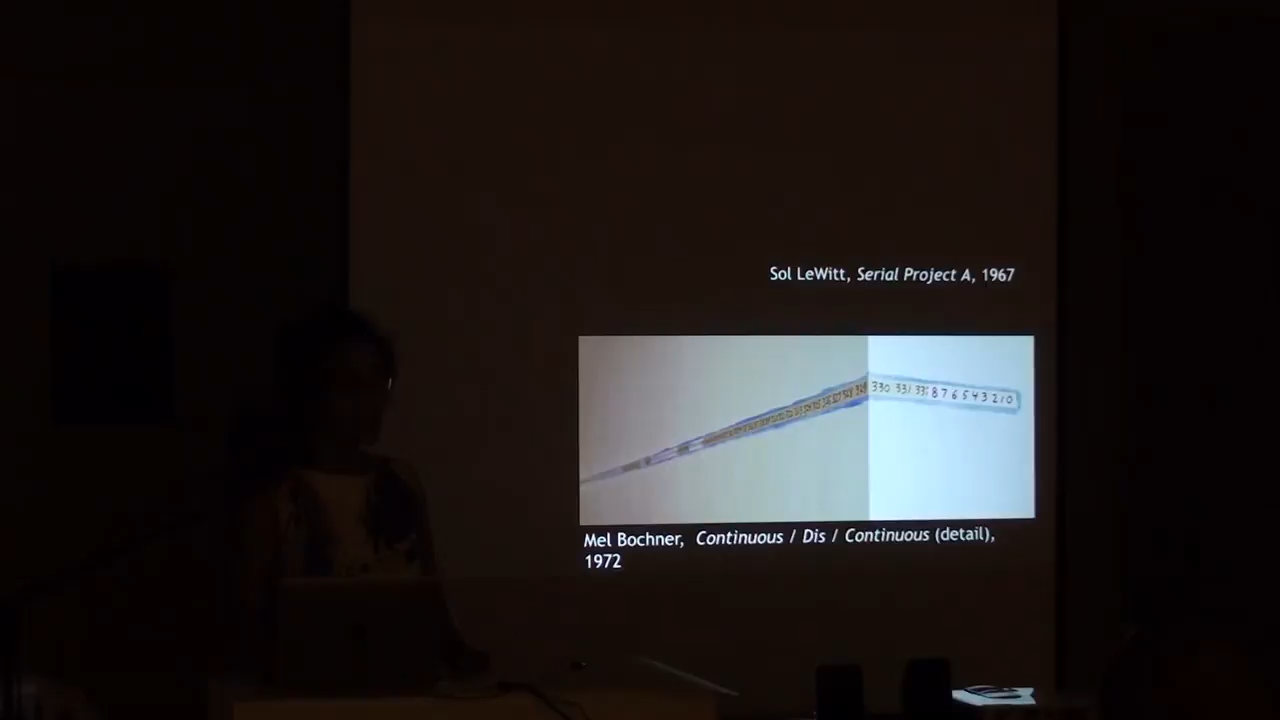 Sol LeWitt, Serial Project A, 1967
330 331 33 8 7 6 5 4 3 2 1 0
Mel Bochner, Continuous / Dis / Continuous (detail),
1972